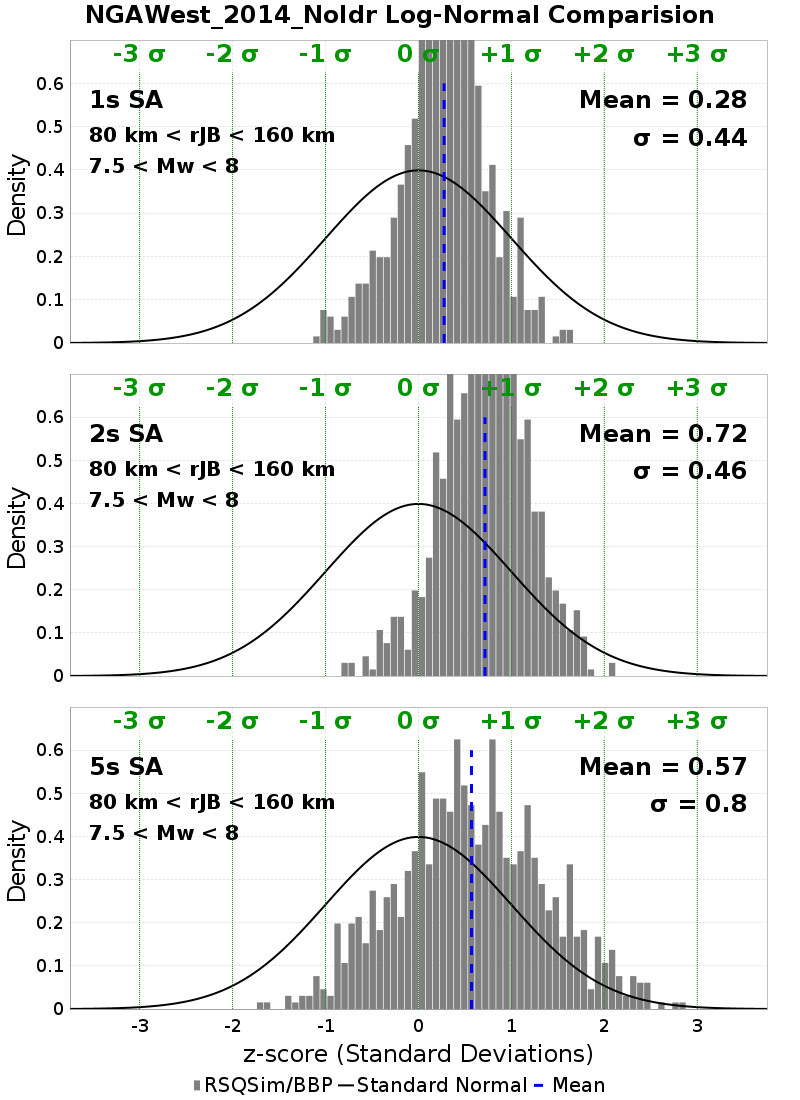 NGAWest_2014_NoIdr Log-Normal Comparision
-3 σ -2 σ -1 σ 0 σ +1 σ +2 σ +3 σ
1s SA
80 km < rJB < 160 km
7.5 < Mw < 8
Mean = 0.28
σ = 0.44
0.6
0.5
0.4
0.3
0.2
0.1
0
Density
-3 σ -2 σ -1 σ 0 σ +1 σ +2 σ +3 σ
2s SA
80 km < rJB < 160 km
7.5 < Mw < 8
Mean = 0.72
σ = 0.46
0.6
0.5
0.4
0.3
0.2
0.1
0
Density
-3 σ -2 σ -1 σ 0 σ +1 σ +2 σ +3 σ
5s SA
80 km < rJB < 160 km
7.5 < Mw < 8
Mean = 0.57
σ = 0.8
0.6
0.5
0.4
0.3
0.2
0.1
0
Density
-3 -2 -1 0 1 2 3
z-score (Standard Deviations)
RSQSim/BBP Standard Normal Mean